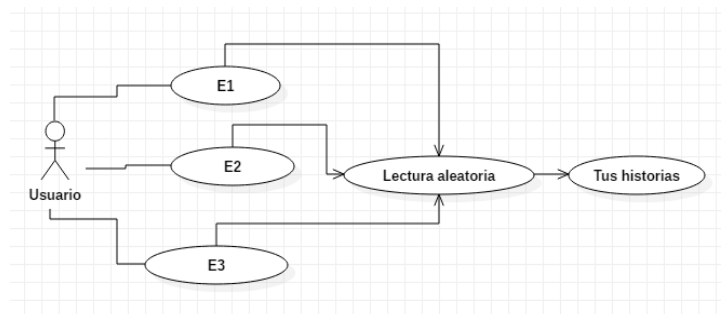 E1
E2
Lectura aleatoria
Tus historias
Usuario
E3